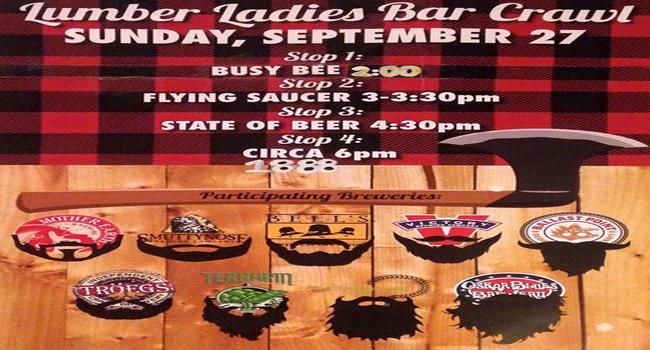 Lumber Ladies Bar Crawl
SUNDAY, SEPTEMBER 27
Stop 1:
BUSY BEE 2:00
Stop 2:
FLYING SAUCER 3-3:30pm
Stop 3:
STATE OF BEER 4:30pm
Stop 4:
CIRCA 6pm
1888
Participating Breweries:
MOTHER EARTH
SMUTTYNOSE
BELL'S
VICTORY
BALLAST POINT
INDEPENDENT
TRÖEGS
TERRAPIN
OSKAR BLUES
BREWERY